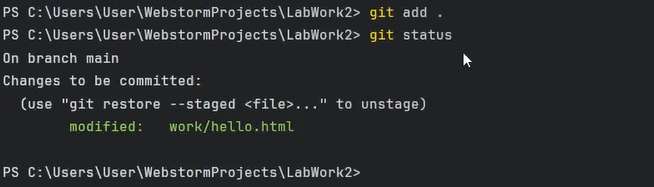 PS C:\Users\User\WebstormProjects\LabWork2> git add .
PS C:\Users\User\WebstormProjects\LabWork2> git status
On branch main
Changes to be committed:
  (use "git restore --staged <file>..." to unstage)
        modified:   work/hello.html
PS C:\Users\User\WebstormProjects\LabWork2>